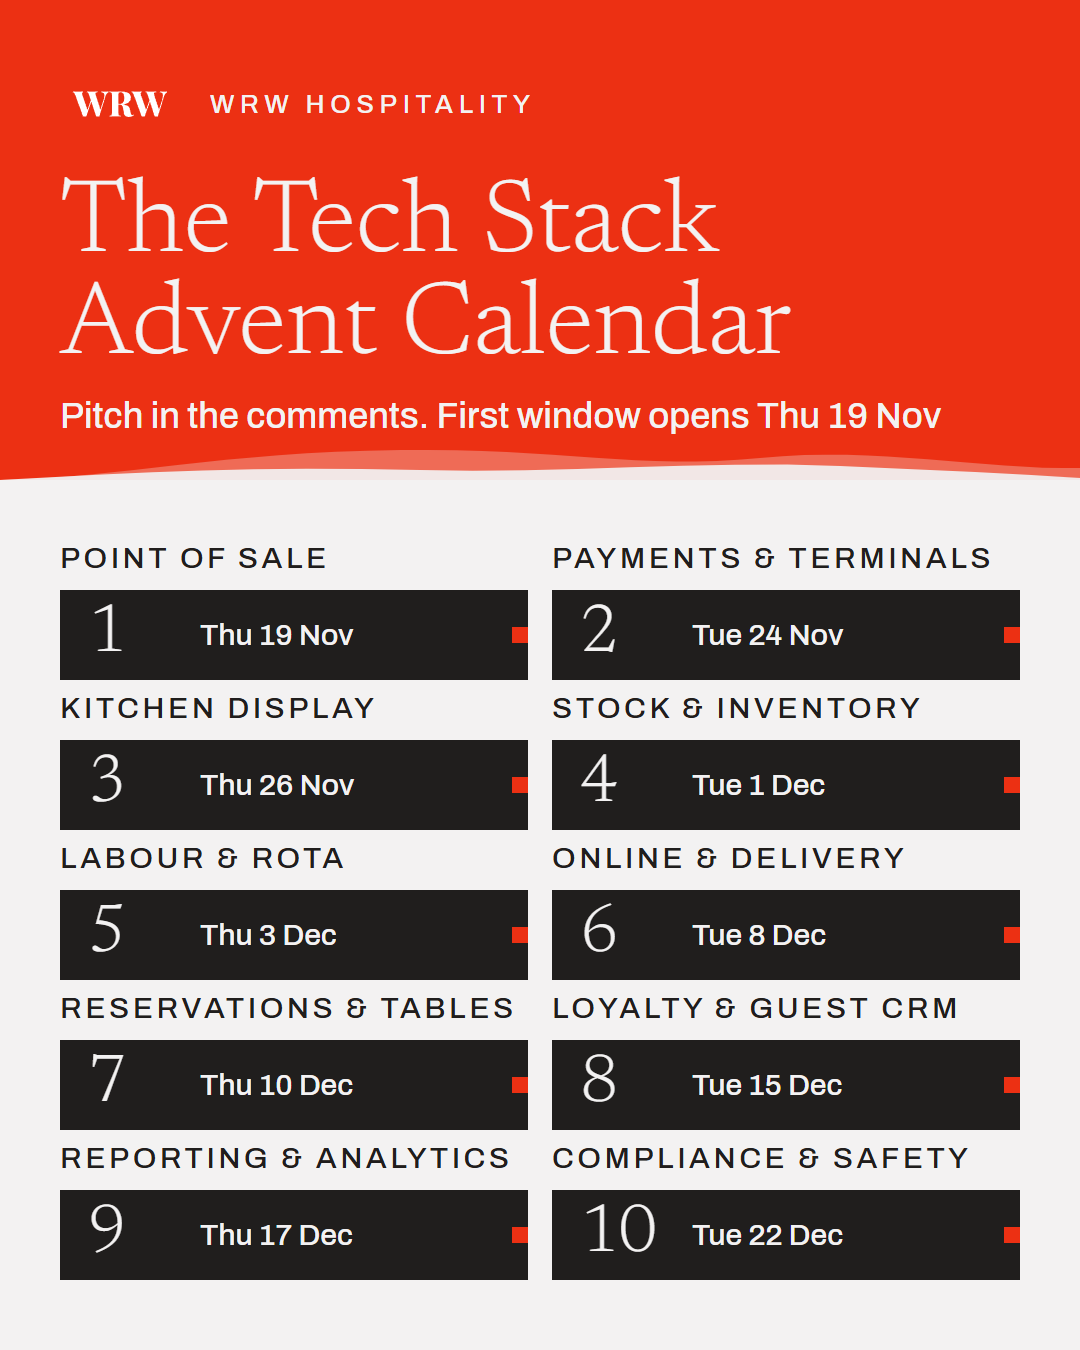 WRW WRW HOSPITALITY
The Tech Stack
Advent Calendar
Pitch in the comments. First window opens Thu 19 Nov
POINT OF SALE
1 Thu 19 Nov
PAYMENTS & TERMINALS
2 Tue 24 Nov
KITCHEN DISPLAY
3 Thu 26 Nov
STOCK & INVENTORY
4 Tue 1 Dec
LABOUR & ROTA
5 Thu 3 Dec
ONLINE & DELIVERY
6 Tue 8 Dec
RESERVATIONS & TABLES
7 Thu 10 Dec
LOYALTY & GUEST CRM
8 Tue 15 Dec
REPORTING & ANALYTICS
9 Thu 17 Dec
COMPLIANCE & SAFETY
10 Tue 22 Dec